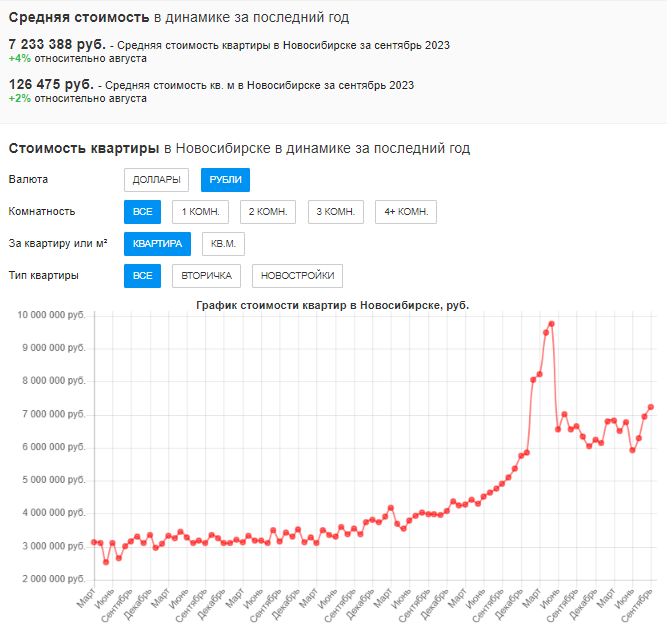 Средняя стоимость в динамике за последний год
7 233 388 руб. - Средняя стоимость квартиры в Новосибирске за сентябрь 2023
+4% относительно августа
126 475 руб. - Средняя стоимость кв. м в Новосибирске за сентябрь 2023
+2% относительно августа
Стоимость квартиры в Новосибирске в динамике за последний год
Валюта ДОЛЛАРЫ РУБЛИ
Комнатность ВСЕ 1 КОМН. 2 КОМН. 3 КОМН. 4+ КОМН.
За квартиру или м² КВАРТИРА КВ.М.
Тип квартиры ВСЕ ВТОРИЧКА НОВОСТРОЙКИ
График стоимости квартир в Новосибирске, руб.
10 000 000 руб.
9 000 000 руб.
8 000 000 руб.
7 000 000 руб.
6 000 000 руб.
5 000 000 руб.
4 000 000 руб.
3 000 000 руб.
2 000 000 руб.
Март Июнь Сентябрь Декабрь Март Июнь Сентябрь Декабрь Март Июнь Сентябрь Декабрь Март Июнь Сентябрь Декабрь Март Июнь Сентябрь Декабрь Март Июнь Сентябрь Декабрь Март Июнь Сентябрь Декабрь Март Июнь Сентябрь